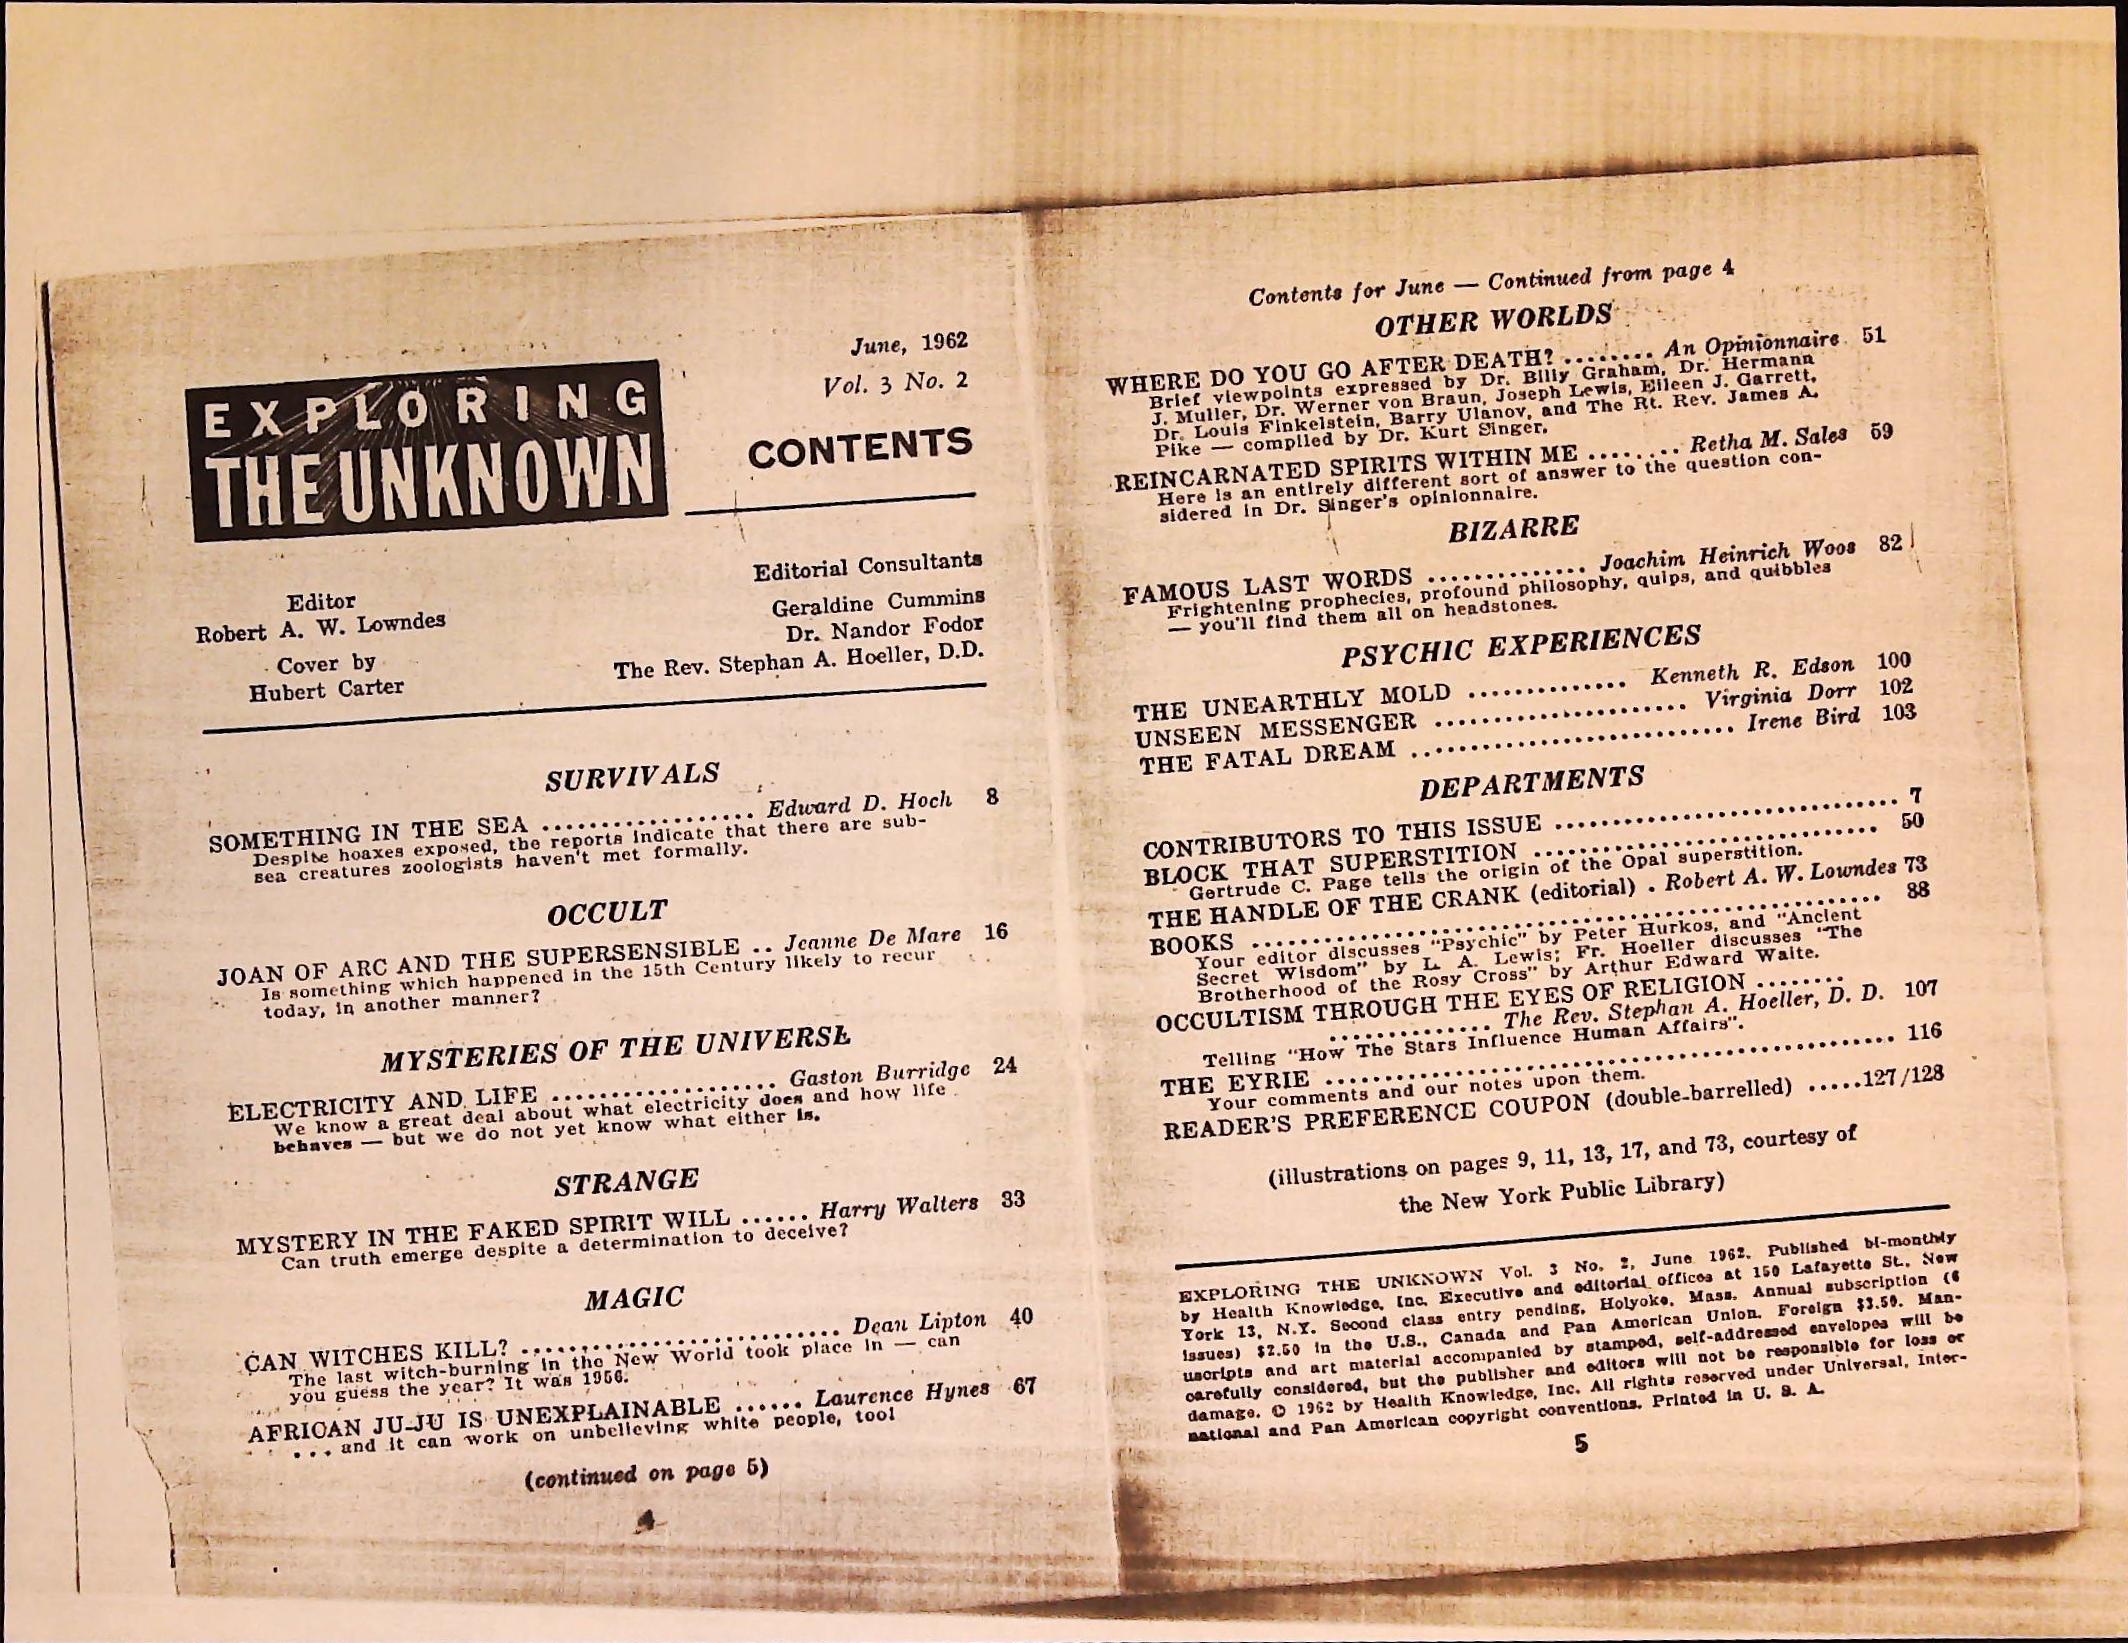 June, 1962
Vol. 3 No. 2
EXPLORING
THE UNKNOWN
CONTENTS
Editor
Robert A. W. Lowndes
Cover by
Hubert Carter
Editorial Consultants
Geraldine Cummins
Dr. Nandor Fodor
The Rev. Stephan A. Hoeller, D.D.
SURVIVALS
SOMETHING IN THE SEA .................. Edward D. Hoch 8
Despite hoaxes exposed, the reports indicate that there are sub-
sea creatures zoologists haven't met formally.
OCCULT
JOAN OF ARC AND THE SUPERSENSIBLE .. Jeanne De Mare 16
Is something which happened in the 15th Century likely to recur
today, in another manner?
MYSTERIES OF THE UNIVERSE
ELECTRICITY AND LIFE .................. Gaston Burridge 24
We know a great deal about what electricity does and how life
behaves — but we do not yet know what either is.
STRANGE
MYSTERY IN THE FAKED SPIRIT WILL ...... Harry Walters 33
Can truth emerge despite a determination to deceive?
MAGIC
CAN WITCHES KILL? ........................... Dean Lipton 40
The last witch-burning in the New World took place in — can
you guess the year? It was 1956.
AFRICAN JU-JU IS UNEXPLAINABLE ...... Laurence Hynes 67
... and it can work on unbelieving white people, too!
(continued on page 5)
4
Contents for June — Continued from page 4
OTHER WORLDS
WHERE DO YOU GO AFTER DEATH? ........ An Opinionnaire 51
Brief viewpoints expressed by Dr. Billy Graham, Dr. Hermann
J. Muller, Dr. Werner von Braun, Joseph Lewis, Eileen J. Garrett,
Dr. Louis Finkelstein, Barry Ulanov, and The Rt. Rev. James A.
Pike — compiled by Dr. Kurt Singer.
REINCARNATED SPIRITS WITHIN ME ........ Retha M. Sales 59
Here is an entirely different sort of answer to the question con-
sidered in Dr. Singer's opinionnaire.
BIZARRE
FAMOUS LAST WORDS .............. Joachim Heinrich Woos 82
Frightening prophecies, profound philosophy, quips, and quibbles
— you'll find them all on headstones.
PSYCHIC EXPERIENCES
THE UNEARTHLY MOLD .............. Kenneth R. Edson 100
UNSEEN MESSENGER ...................... Virginia Dorr 102
THE FATAL DREAM ............................ Irene Bird 103
DEPARTMENTS
CONTRIBUTORS TO THIS ISSUE .............................. 7
BLOCK THAT SUPERSTITION .............................. 50
Gertrude C. Page tells the origin of the Opal superstition.
THE HANDLE OF THE CRANK (editorial) . Robert A. W. Lowndes 73
BOOKS ...................................................... 88
Your editor discusses "Psychic" by Peter Hurkos, and "Ancient
Secret Wisdom" by L. A. Lewis; Fr. Hoeller discusses "The
Brotherhood of the Rosy Cross" by Arthur Edward Waite.
OCCULTISM THROUGH THE EYES OF RELIGION ........
.............. The Rev. Stephan A. Hoeller, D. D. 107
Telling "How The Stars Influence Human Affairs".
THE EYRIE .................................................. 116
Your comments and our notes upon them.
READER'S PREFERENCE COUPON (double-barrelled) .....127/128
(illustrations on pages 9, 11, 13, 17, and 73, courtesy of
the New York Public Library)
EXPLORING THE UNKNOWN Vol. 3 No. 2, June 1962. Published bi-monthly
by Health Knowledge, Inc. Executive and editorial offices at 150 Lafayette St., New
York 13, N.Y. Second class entry pending, Holyoke, Mass. Annual subscription (6
issues) $2.50 in the U.S., Canada and Pan American Union. Foreign $3.50. Man-
uscripts and art material accompanied by stamped, self-addressed envelopes will be
carefully considered, but the publisher and editors will not be responsible for loss or
damage. © 1962 by Health Knowledge, Inc. All rights reserved under Universal, Inter-
national and Pan American copyright conventions. Printed in U. S. A.
5